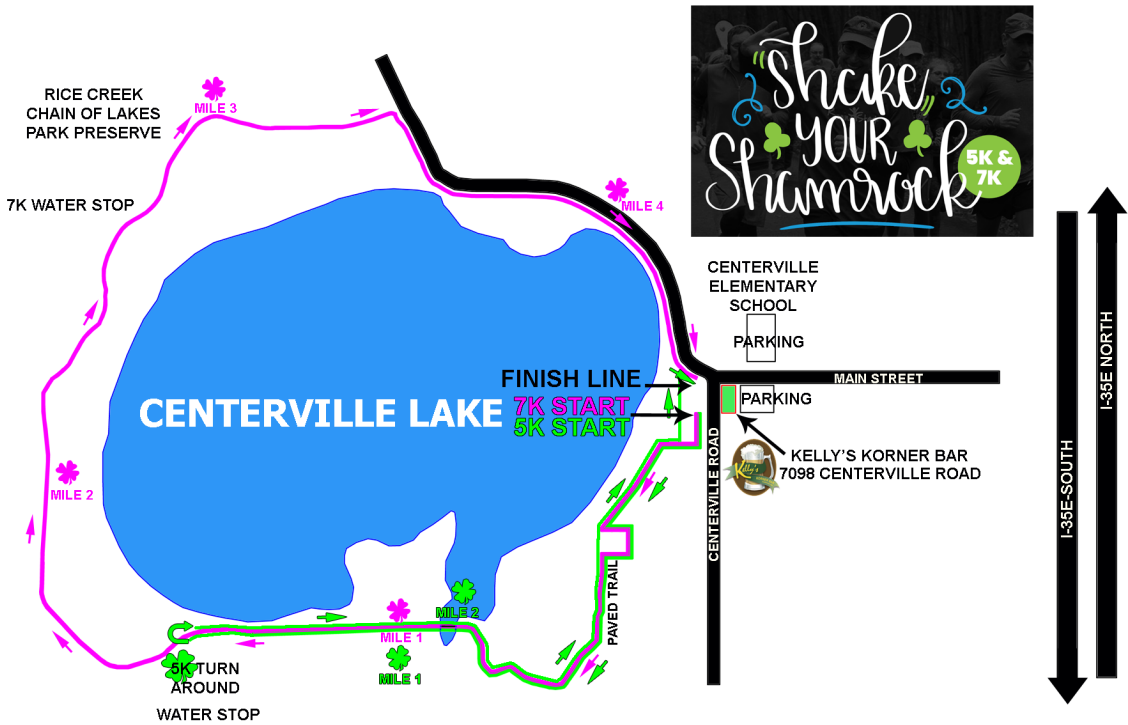 Shake
YOUR
Shamrock
5K &
7K
RICE CREEK
CHAIN OF LAKES
PARK PRESERVE
MILE 3
7K WATER STOP
MILE 4
CENTERVILLE
ELEMENTARY
SCHOOL
PARKING
MAIN STREET
PARKING
FINISH LINE
7K START
5K START
CENTERVILLE LAKE
Kelly's
KELLY'S KORNER BAR
7098 CENTERVILLE ROAD
CENTERVILLE ROAD
I-35E-SOUTH
I-35E NORTH
MILE 2
PAVED TRAIL
MILE 2
MILE 1
MILE 1
5K TURN
AROUND
WATER STOP